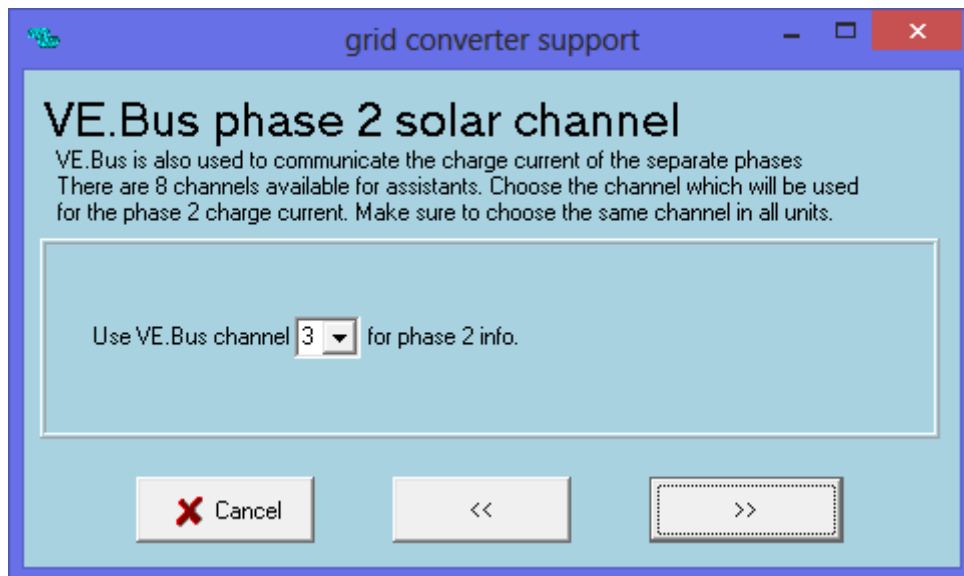 grid converter support
VE.Bus phase 2 solar channel
VE.Bus is also used to communicate the charge current of the separate phases
There are 8 channels available for assistants. Choose the channel which will be used
for the phase 2 charge current. Make sure to choose the same channel in all units.
Use VE.Bus channel 3 for phase 2 info.
Cancel << >>